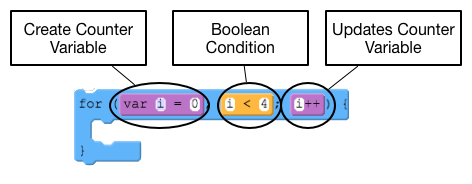 Create Counter
Variable
Boolean
Condition
Updates Counter
Variable
for ( var i = 0; i < 4; i++ ) {
}